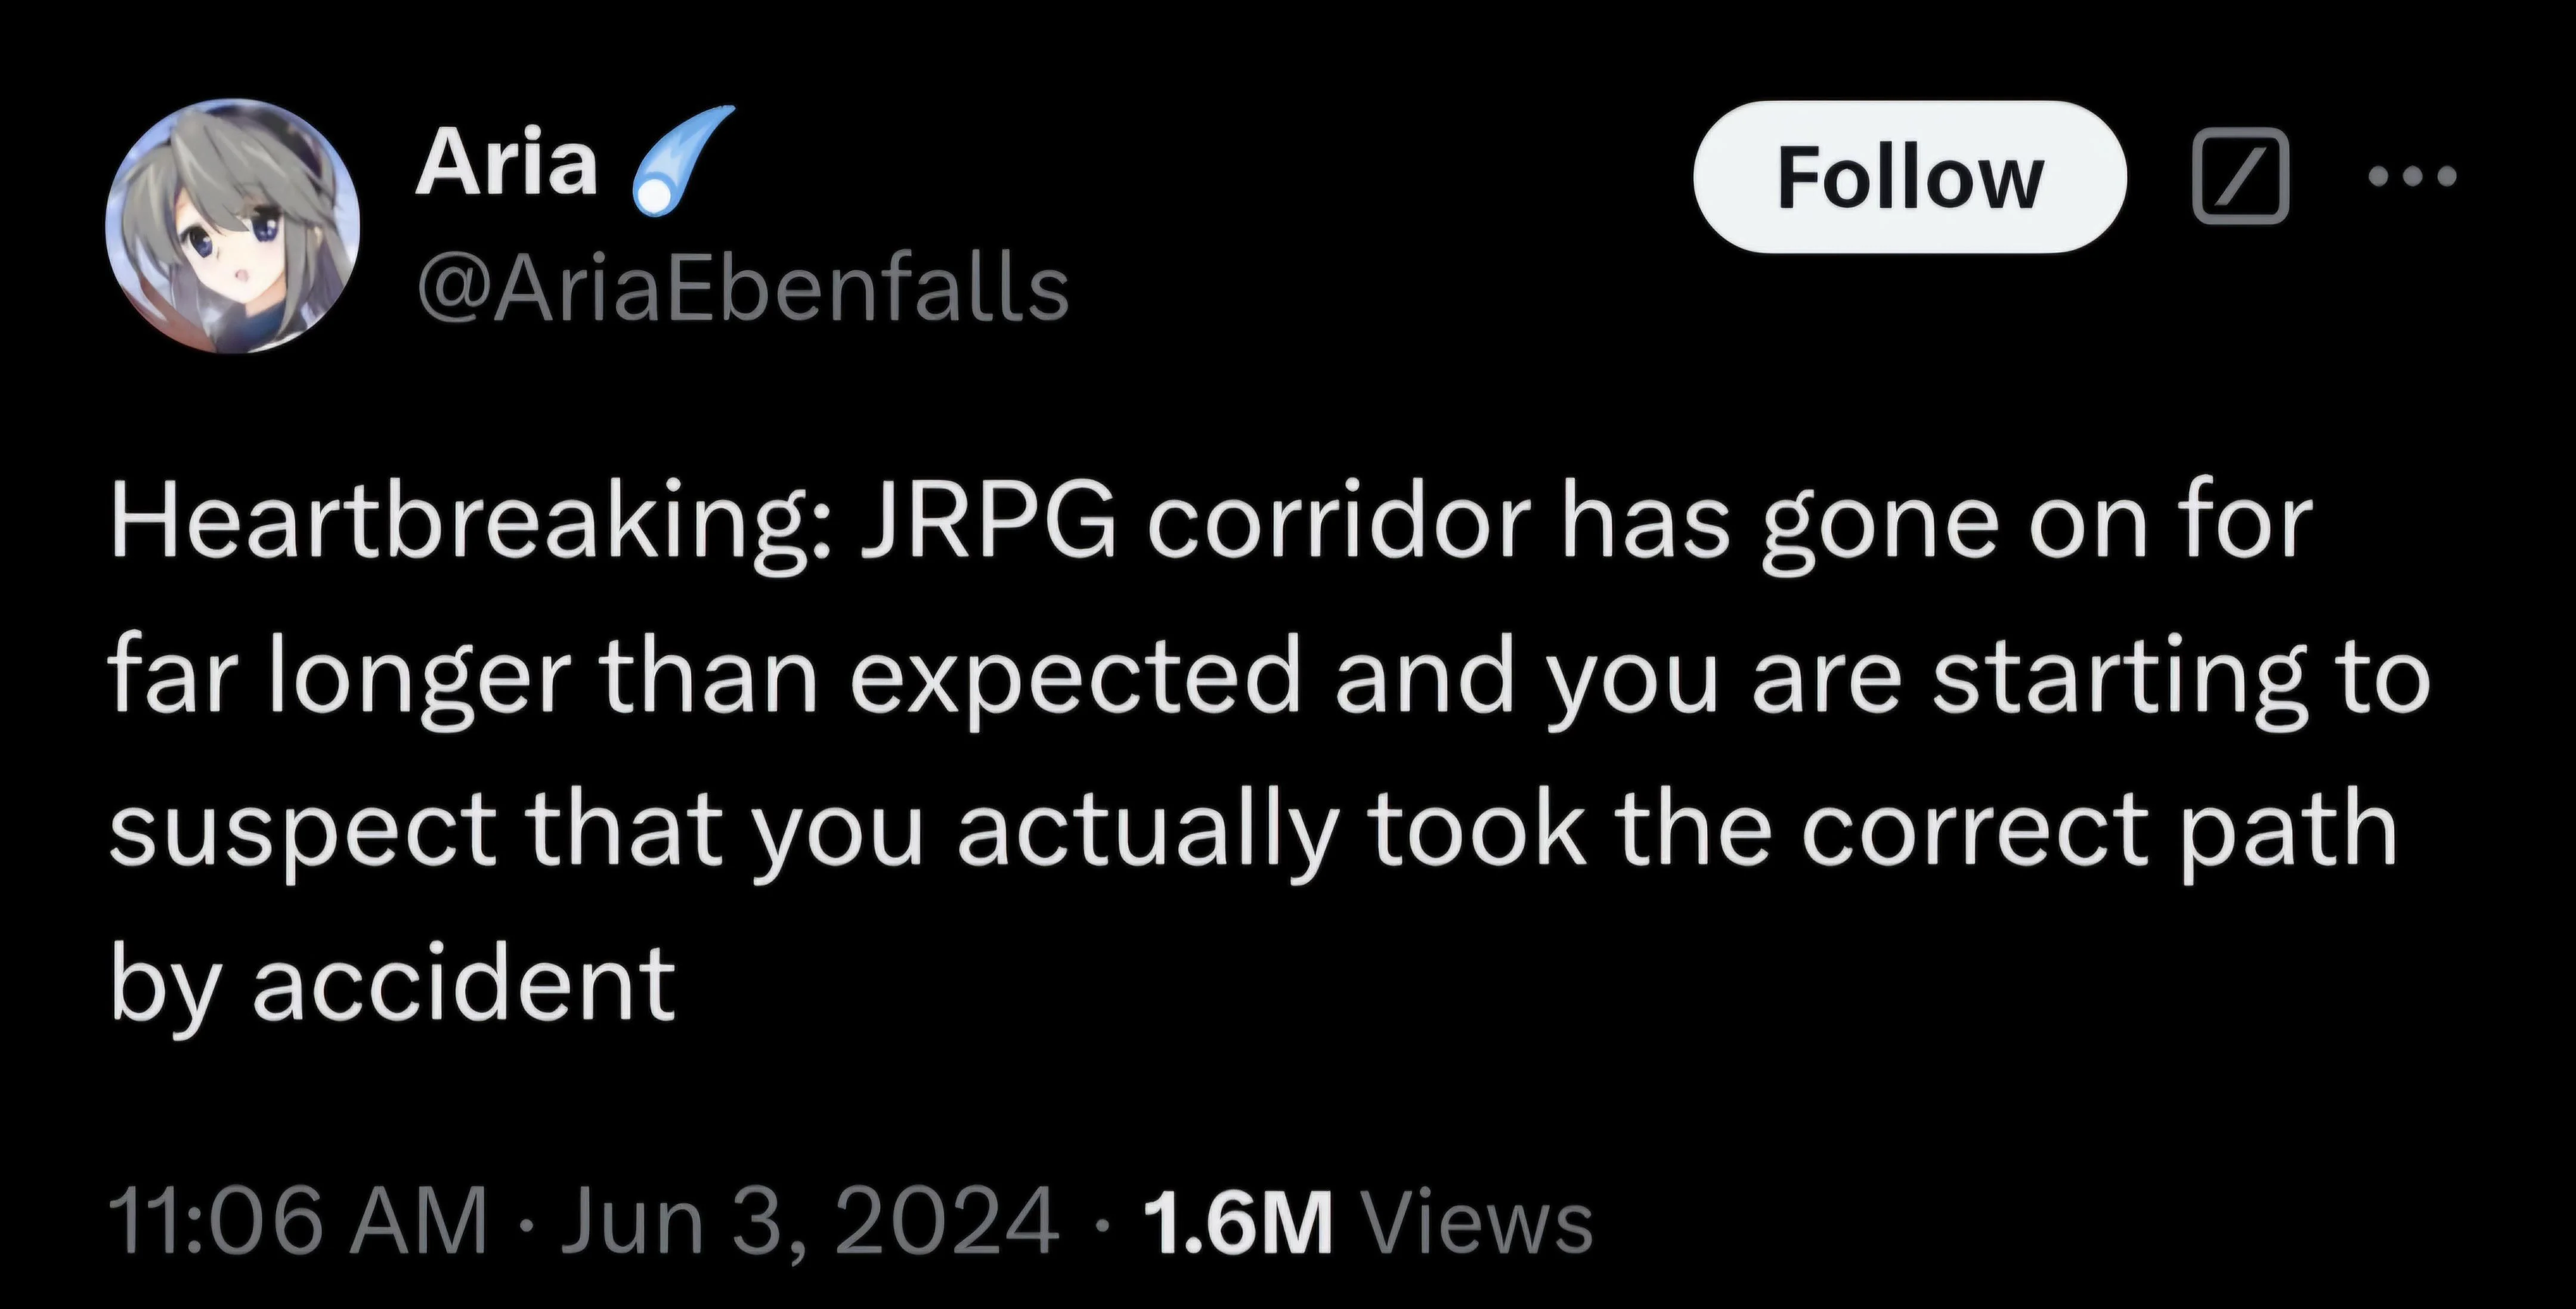 Aria ☄️
Follow
@AriaEbenfalls
Heartbreaking: JRPG corridor has gone on for
far longer than expected and you are starting to
suspect that you actually took the correct path
by accident
11:06 AM · Jun 3, 2024 · 1.6M Views